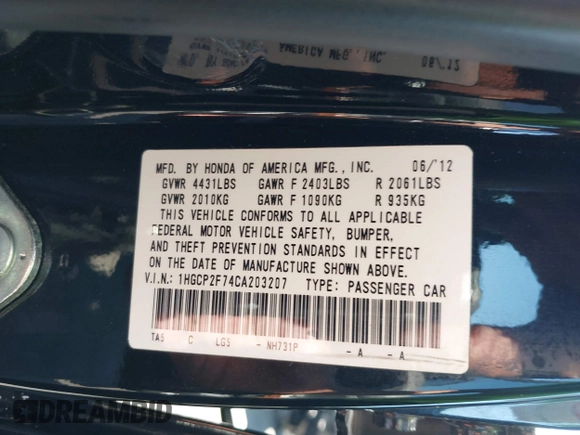 MFD. BY HONDA OF AMERICA MFG., INC. 06/12
GVWR 4431LBS GAWR F 2403LBS R 2061LBS
GVWR 2010KG GAWR F 1090KG R 935KG
THIS VEHICLE CONFORMS TO ALL APPLICABLE
FEDERAL MOTOR VEHICLE SAFETY, BUMPER,
AND THEFT PREVENTION STANDARDS IN EFFECT
ON THE DATE OF MANUFACTURE SHOWN ABOVE.
V.I.N.: 1HGCP2F74CA203207 TYPE: PASSENGER CAR
TA5 C LG5 - NH731P - A - A
DREAMBID